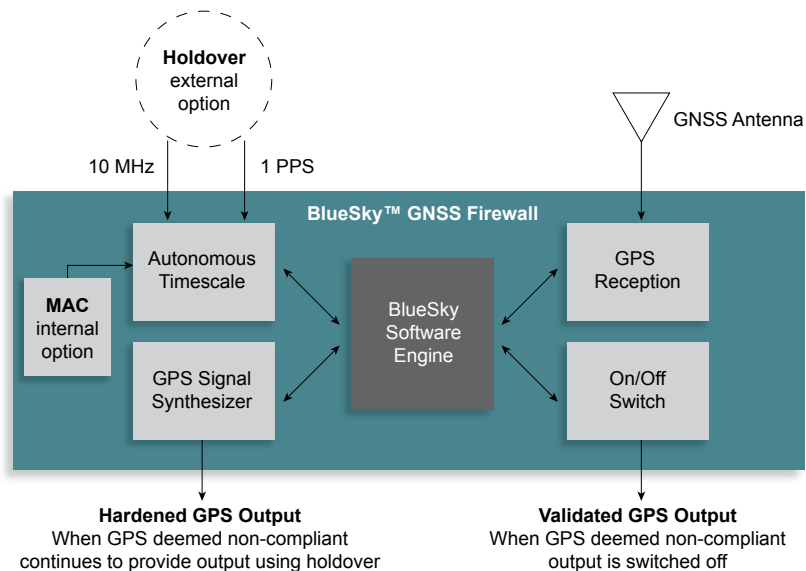 Holdover
external
option
GNSS Antenna
10 MHz
1 PPS
BlueSky™ GNSS Firewall
Autonomous
Timescale
GPS
Reception
MAC
internal
option
BlueSky
Software
Engine
GPS Signal
Synthesizer
On/Off
Switch
Hardened GPS Output
When GPS deemed non-compliant
continues to provide output using holdover
Validated GPS Output
When GPS deemed non-compliant
output is switched off